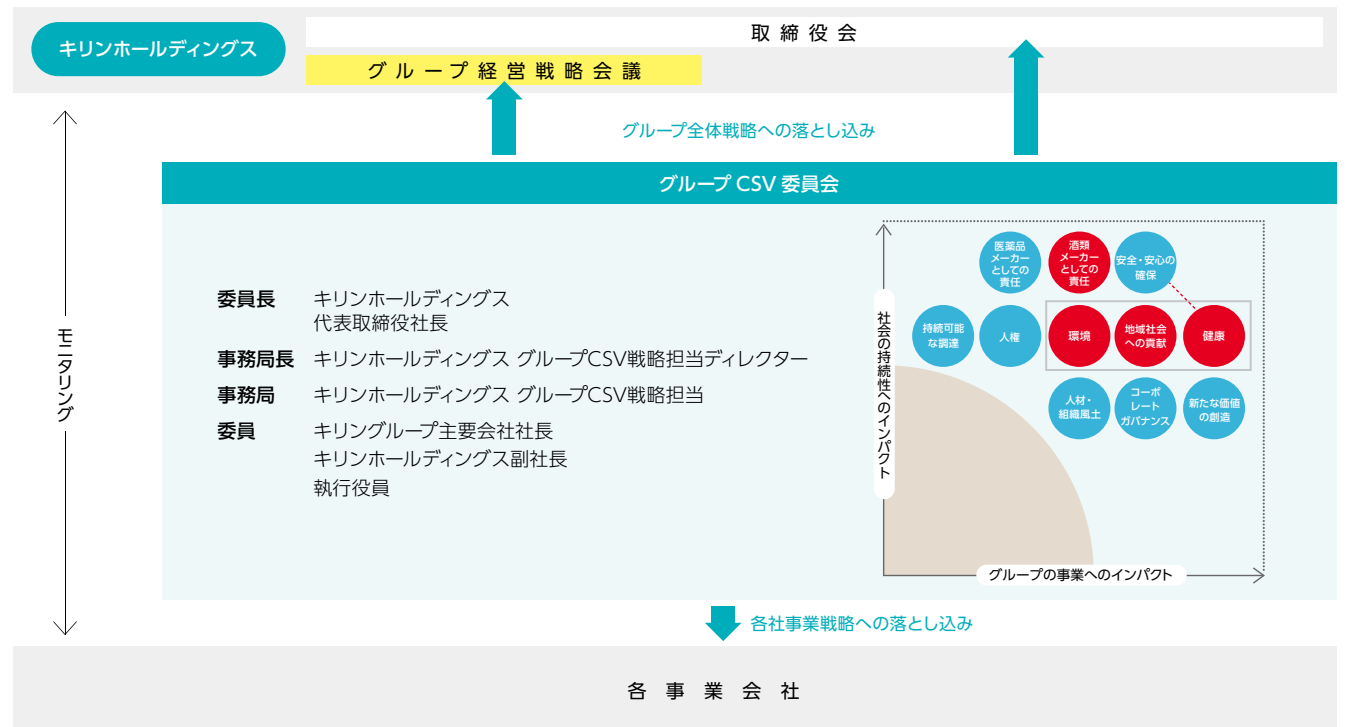 キリンホールディングス
取締役会
グループ経営戦略会議
グループ全体戦略への落とし込み
モニタリング
グループ CSV 委員会
委員長 キリンホールディングス
代表取締役社長
事務局長 キリンホールディングス グループCSV戦略担当ディレクター
事務局 キリンホールディングス グループCSV戦略担当
委員 キリングループ主要会社社長
キリンホールディングス副社長
執行役員
社会の持続性へのインパクト
医薬品
メーカー
としての
責任
酒類
メーカー
としての
責任
安全・安心の
確保
持続可能
な調達
人権
環境
地域社会
への貢献
健康
人材・
組織風土
コーポ
レート
ガバナンス
新たな価値
の創造
グループの事業へのインパクト
各社事業戦略への落とし込み
各事業会社